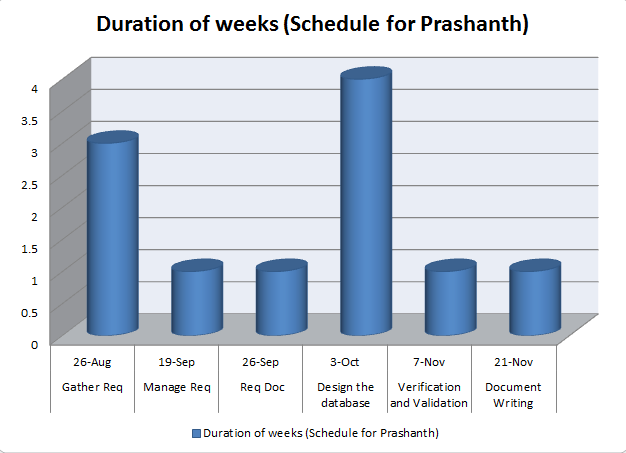 Duration of weeks (Schedule for Prashanth)
4
3.5
3
2.5
2
1.5
1
0.5
0
26-Aug 19-Sep 26-Sep 3-Oct 7-Nov 21-Nov
Gather Req Manage Req Req Doc Design the Verification Document
database and Validation Writing
Duration of weeks (Schedule for Prashanth)